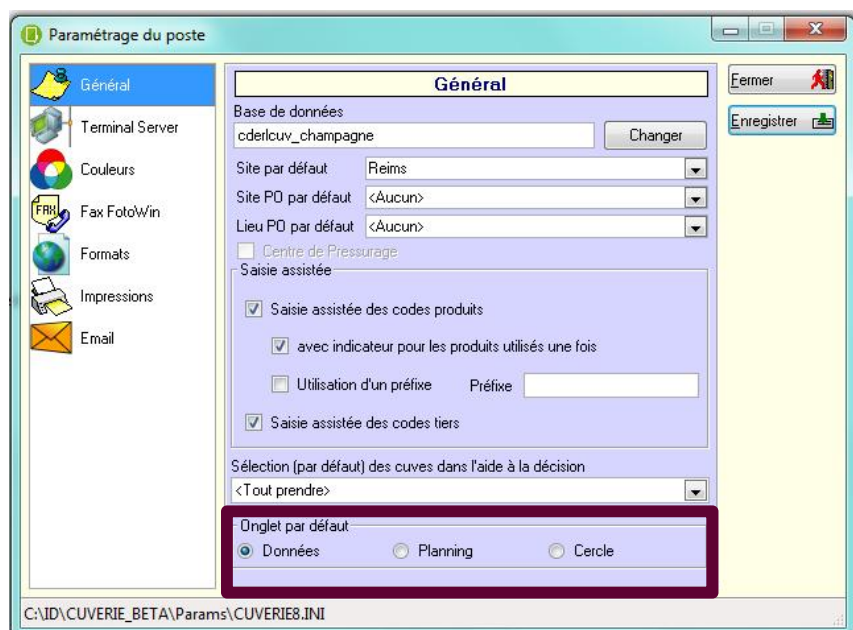 Paramétrage du poste
Général
Terminal Server
Couleurs
FAX
Fax FotoWin
Formats
Impressions
Email
Général
Base de données
cderlcuv_champagne
Changer
Site par défaut
Reims
Site PO par défaut
<Aucun>
Lieu PO par défaut
<Aucun>
Centre de Pressurage
Saisie assistée
Saisie assistée des codes produits
avec indicateur pour les produits utilisés une fois
Utilisation d'un préfixe
Préfixe
Saisie assistée des codes tiers
Sélection (par défaut) des cuves dans l'aide à la décision
<Tout prendre>
Onglet par défaut
Données
Planning
Cercle
Fermer
Enregistrer
C:\ID\CUVERIE_BETA\Params\CUVERIE8.INI